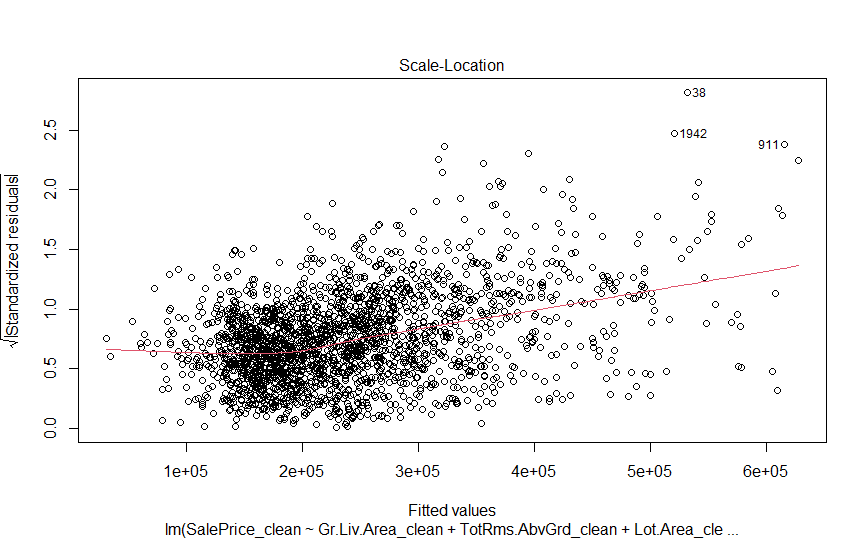 Scale-Location
√|Standardized residuals|
2.5
2.0
1.5
1.0
0.5
0.0
38
1942
911
1e+05 2e+05 3e+05 4e+05 5e+05 6e+05
Fitted values
lm(SalePrice_clean ~ Gr.Liv.Area_clean + TotRms.AbvGrd_clean + Lot.Area_cle ...